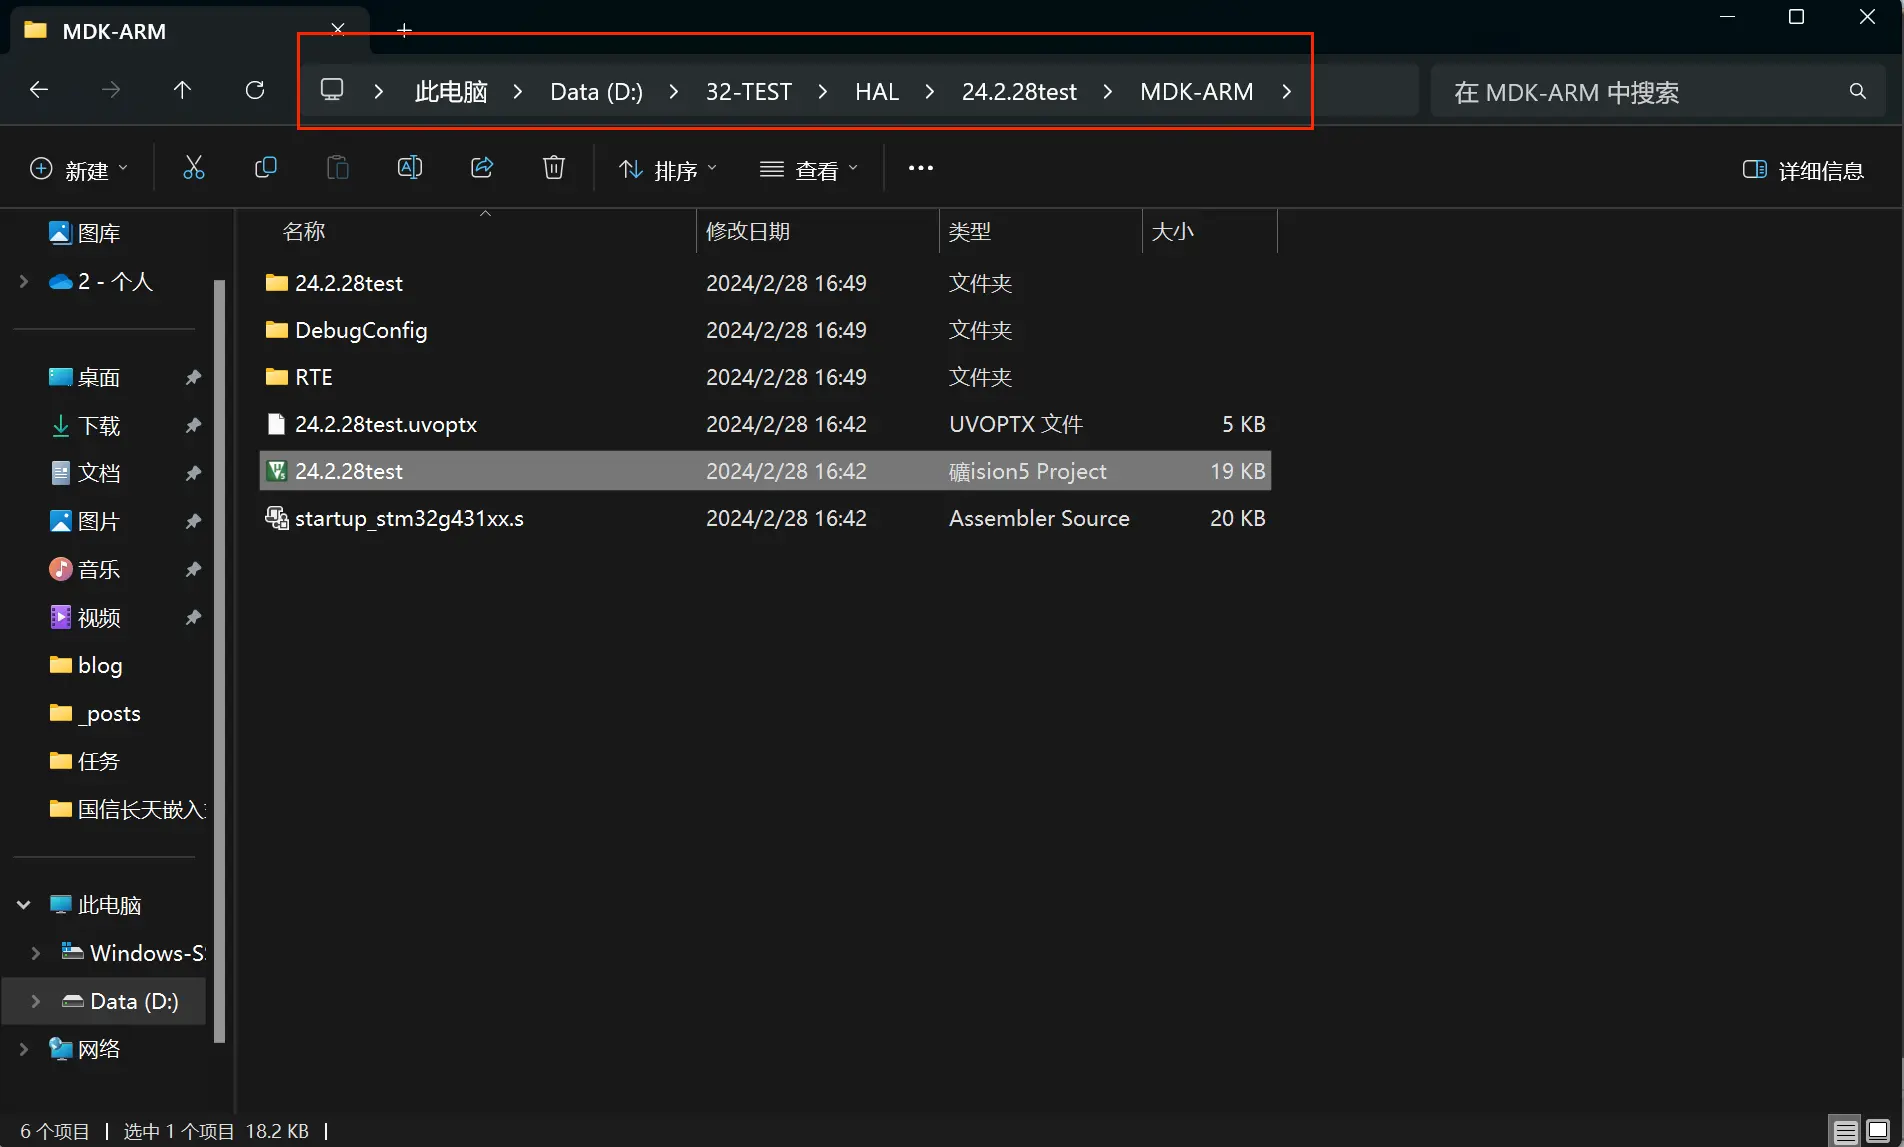 MDK-ARM
此电脑 Data (D:) 32-TEST HAL 24.2.28test MDK-ARM
在 MDK-ARM 中搜索
新建 排序 查看 详细信息
图库
2 - 个人
桌面
下载
文档
图片
音乐
视频
blog
_posts
任务
国信长天嵌入
此电脑
Windows-S
Data (D:)
网络
名称 修改日期 类型 大小
24.2.28test 2024/2/28 16:49 文件夹
DebugConfig 2024/2/28 16:49 文件夹
RTE 2024/2/28 16:49 文件夹
24.2.28test.uvoptx 2024/2/28 16:42 UVOPTX 文件 5 KB
24.2.28test 2024/2/28 16:42 礦ision5 Project 19 KB
startup_stm32g431xx.s 2024/2/28 16:42 Assembler Source 20 KB
6 个项目 选中 1 个项目 18.2 KB